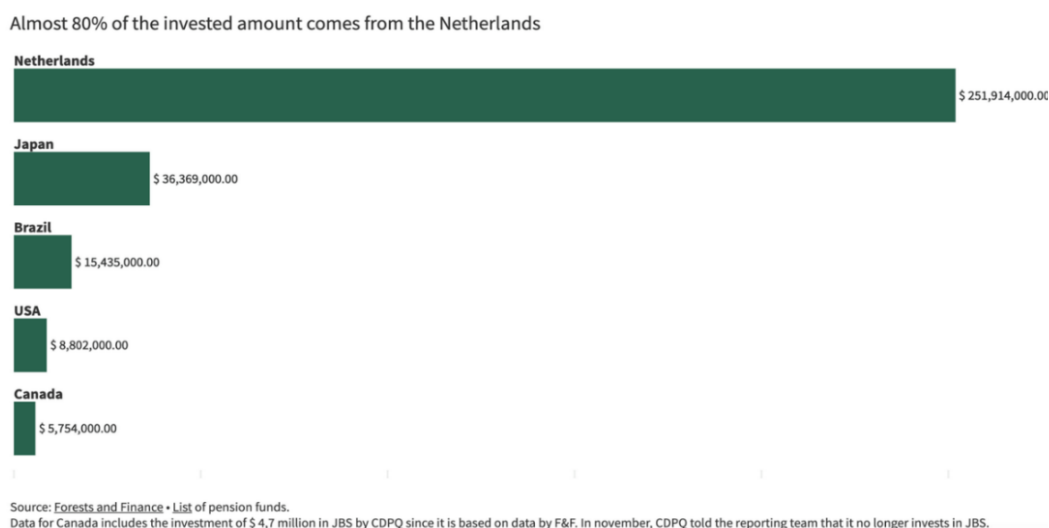 Almost 80% of the invested amount comes from the Netherlands
Netherlands
$ 251,914,000.00
Japan
$ 36,369,000.00
Brazil
$ 15,435,000.00
USA
$ 8,802,000.00
Canada
$ 5,754,000.00
Source: Forests and Finance • List of pension funds.
Data for Canada includes the investment of $ 4,7 million in JBS by CDPQ since it is based on data by F&F. In november, CDPQ told the reporting team that it no longer invests in JBS.